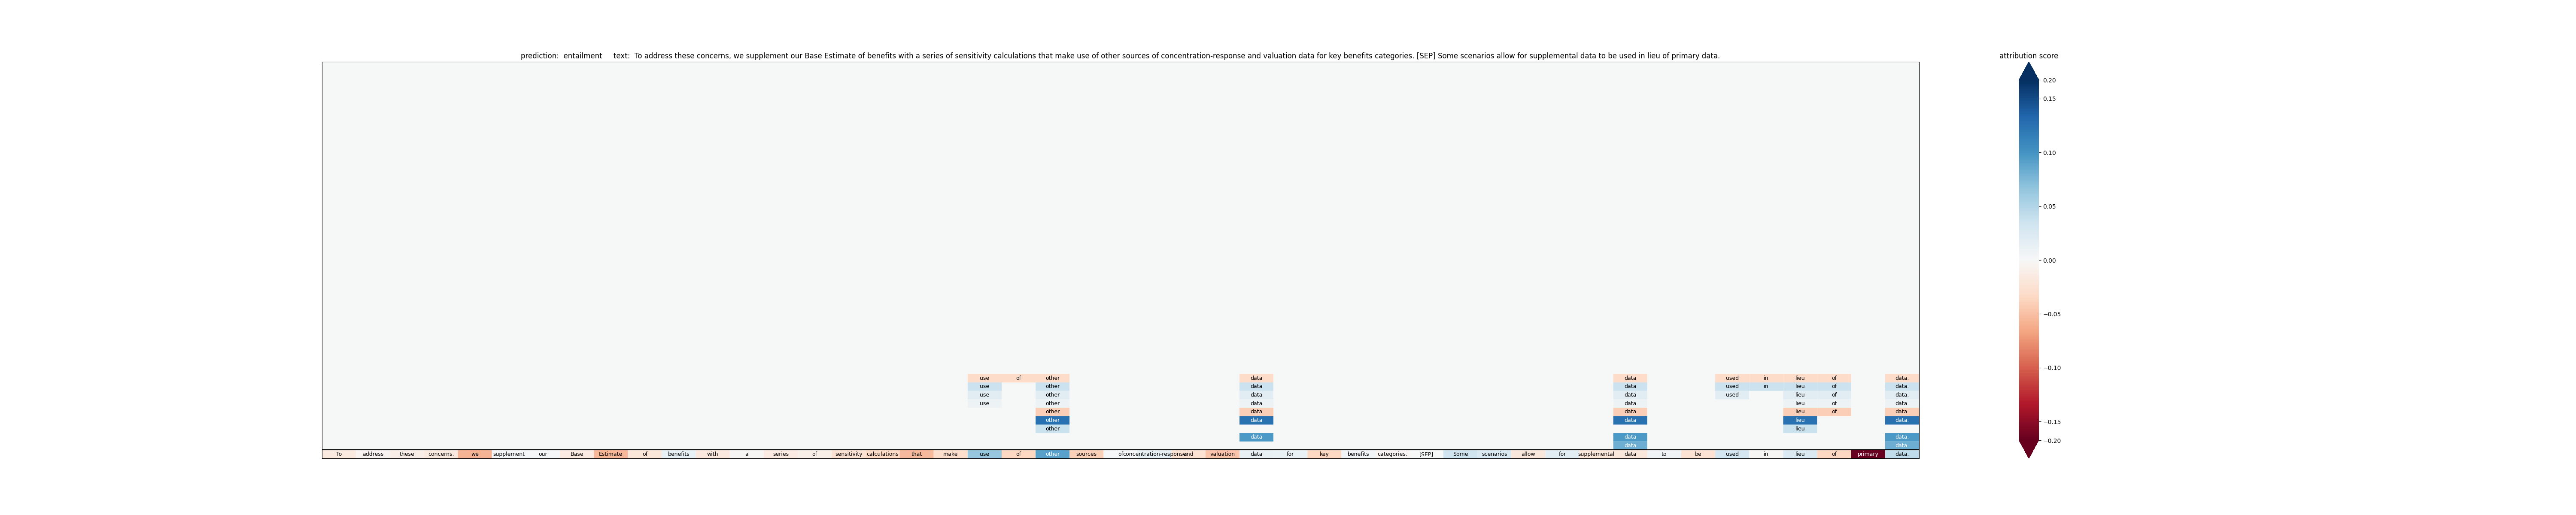 prediction: entailment text: To address these concerns, we supplement our Base Estimate of benefits with a series of sensitivity calculations that make use of other sources of concentration-response and valuation data for key benefits categories. [SEP] Some scenarios allow for supplemental data to be used in lieu of primary data.
attribution score
0.20
0.15
0.10
0.05
0.00
−0.05
−0.10
−0.15
−0.20
use of other data data used in lieu of data.
use other data data used in lieu of data.
use other data data used lieu of data.
use other data data lieu of data.
other data data lieu of data.
other data data lieu data.
other lieu
data data data.
data data.
To address these concerns, we supplement our Base Estimate of benefits with a series of sensitivity calculations that make use of other sources of concentration-response and valuation data for key benefits categories. [SEP] Some scenarios allow for supplemental data to be used in lieu of primary data.